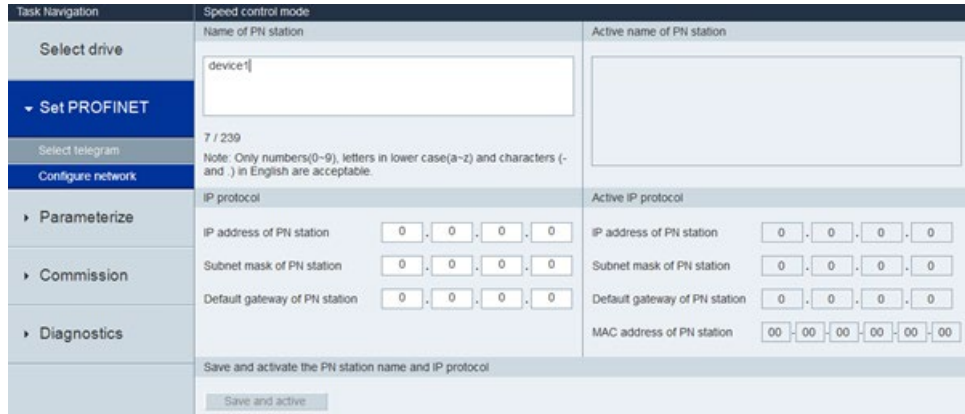 Task Navigation
Speed control mode
Select drive
Set PROFINET
Select telegram
Configure network
Parameterize
Commission
Diagnostics
Name of PN station
device1
7 / 239
Note: Only numbers(0~9), letters in lower case(a~z) and characters (-
and .) in English are acceptable.
Active name of PN station
IP protocol
IP address of PN station 0 . 0 . 0 . 0
Subnet mask of PN station 0 . 0 . 0 . 0
Default gateway of PN station 0 . 0 . 0 . 0
Active IP protocol
IP address of PN station 0 . 0 . 0 . 0
Subnet mask of PN station 0 . 0 . 0 . 0
Default gateway of PN station 0 . 0 . 0 . 0
MAC address of PN station 00 - 00 - 00 - 00 - 00 - 00
Save and activate the PN station name and IP protocol
Save and active